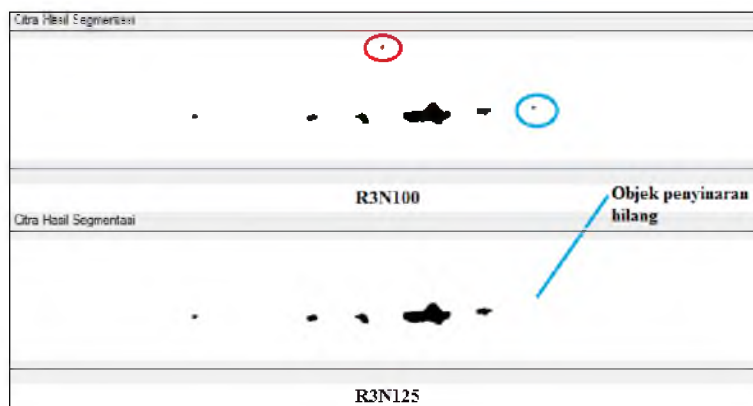 Citra Hasil Segmentasi
R3N100
Objek penyinaran
hilang
Citra Hasil Segmentasi
R3N125